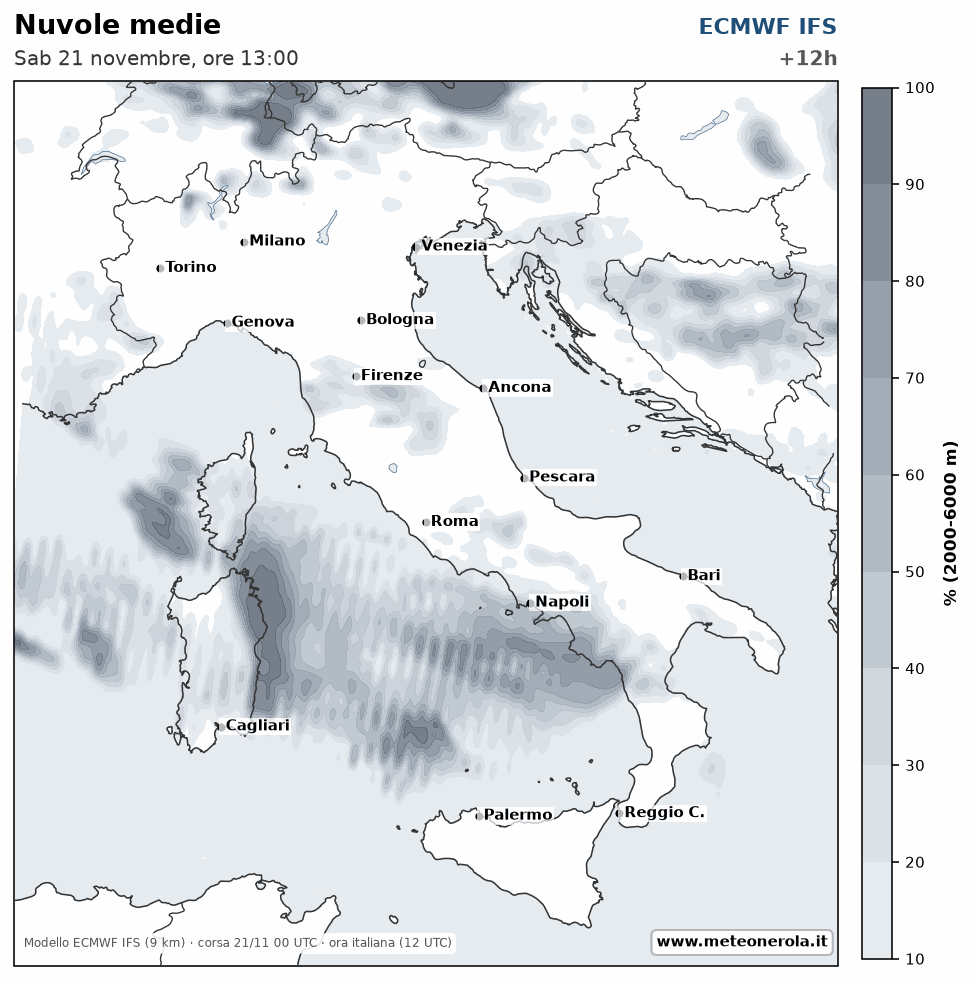 Nuvole medie
ECMWF IFS
Sab 21 novembre, ore 13:00
+12h
100
90
80
70
60
50
40
30
20
10
% (2000-6000 m)
Milano
Venezia
Torino
Genova
Bologna
Firenze
Ancona
Pescara
Roma
Bari
Napoli
Cagliari
Palermo
Reggio C.
Modello ECMWF IFS (9 km) · corsa 21/11 00 UTC · ora italiana (12 UTC)
www.meteonerola.it